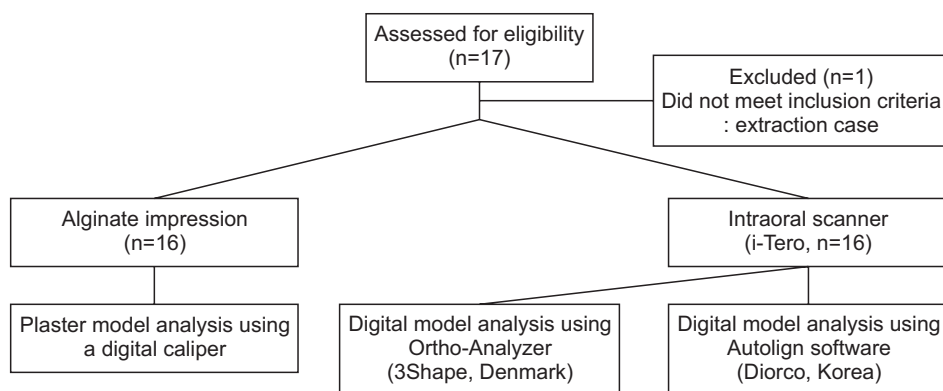 Assessed for eligibility
(n=17)
Excluded (n=1)
Did not meet inclusion criteria
: extraction case
Alginate impression
(n=16)
Intraoral scanner
(i-Tero, n=16)
Plaster model analysis using
a digital caliper
Digital model analysis using
Ortho-Analyzer
(3Shape, Denmark)
Digital model analysis using
Autolign software
(Diorco, Korea)